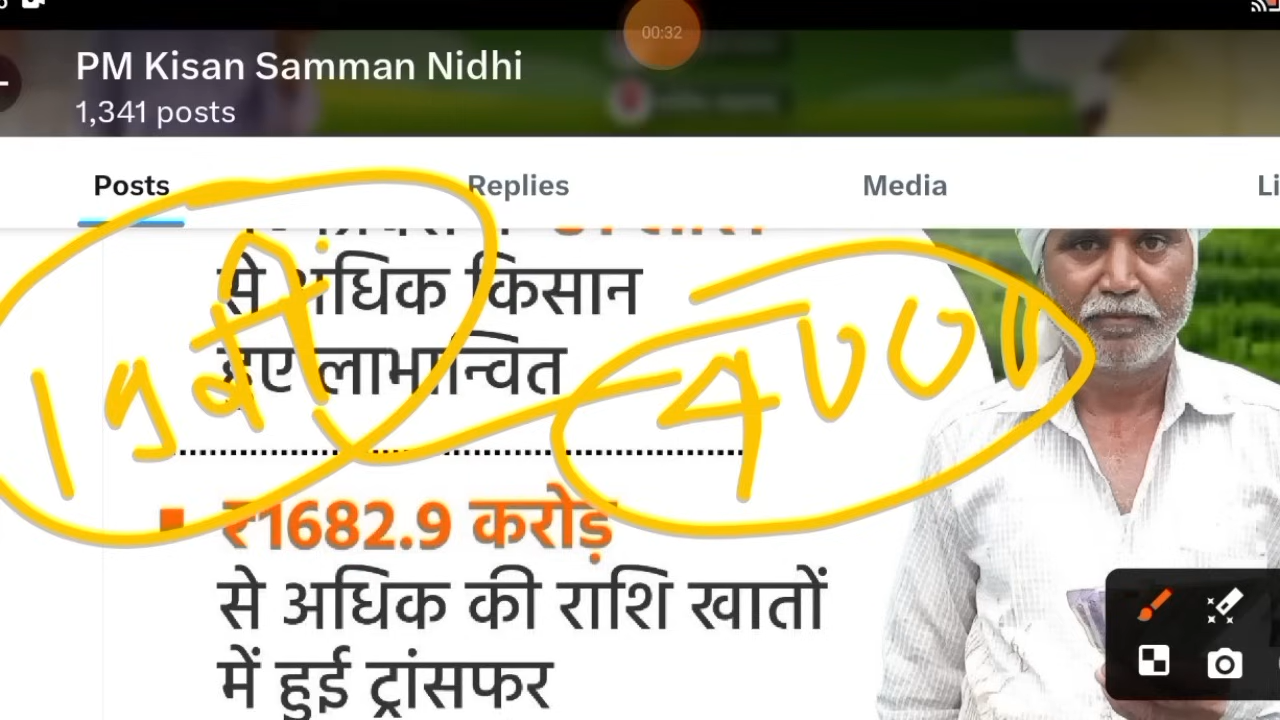 00:32
PM Kisan Samman Nidhi
1,341 posts
Posts Replies Media Li
से अधिक किसान
हुए लाभान्वित
4000
₹1682.9 करोड़
से अधिक की राशि खातों
में हुई ट्रांसफर